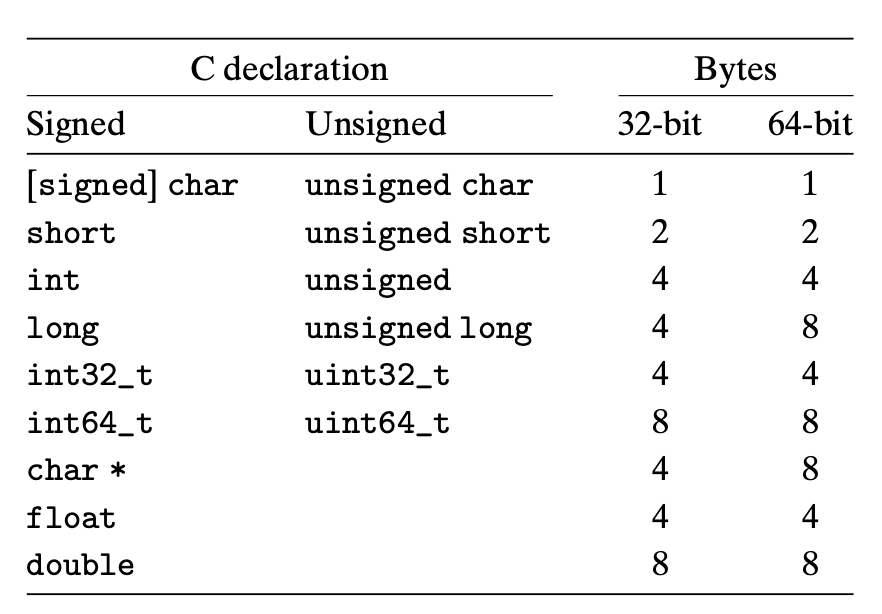 C declaration Bytes
Signed Unsigned 32-bit 64-bit
[signed] char unsigned char 1 1
short unsigned short 2 2
int unsigned 4 4
long unsigned long 4 8
int32_t uint32_t 4 4
int64_t uint64_t 8 8
char * 4 8
float 4 4
double 8 8